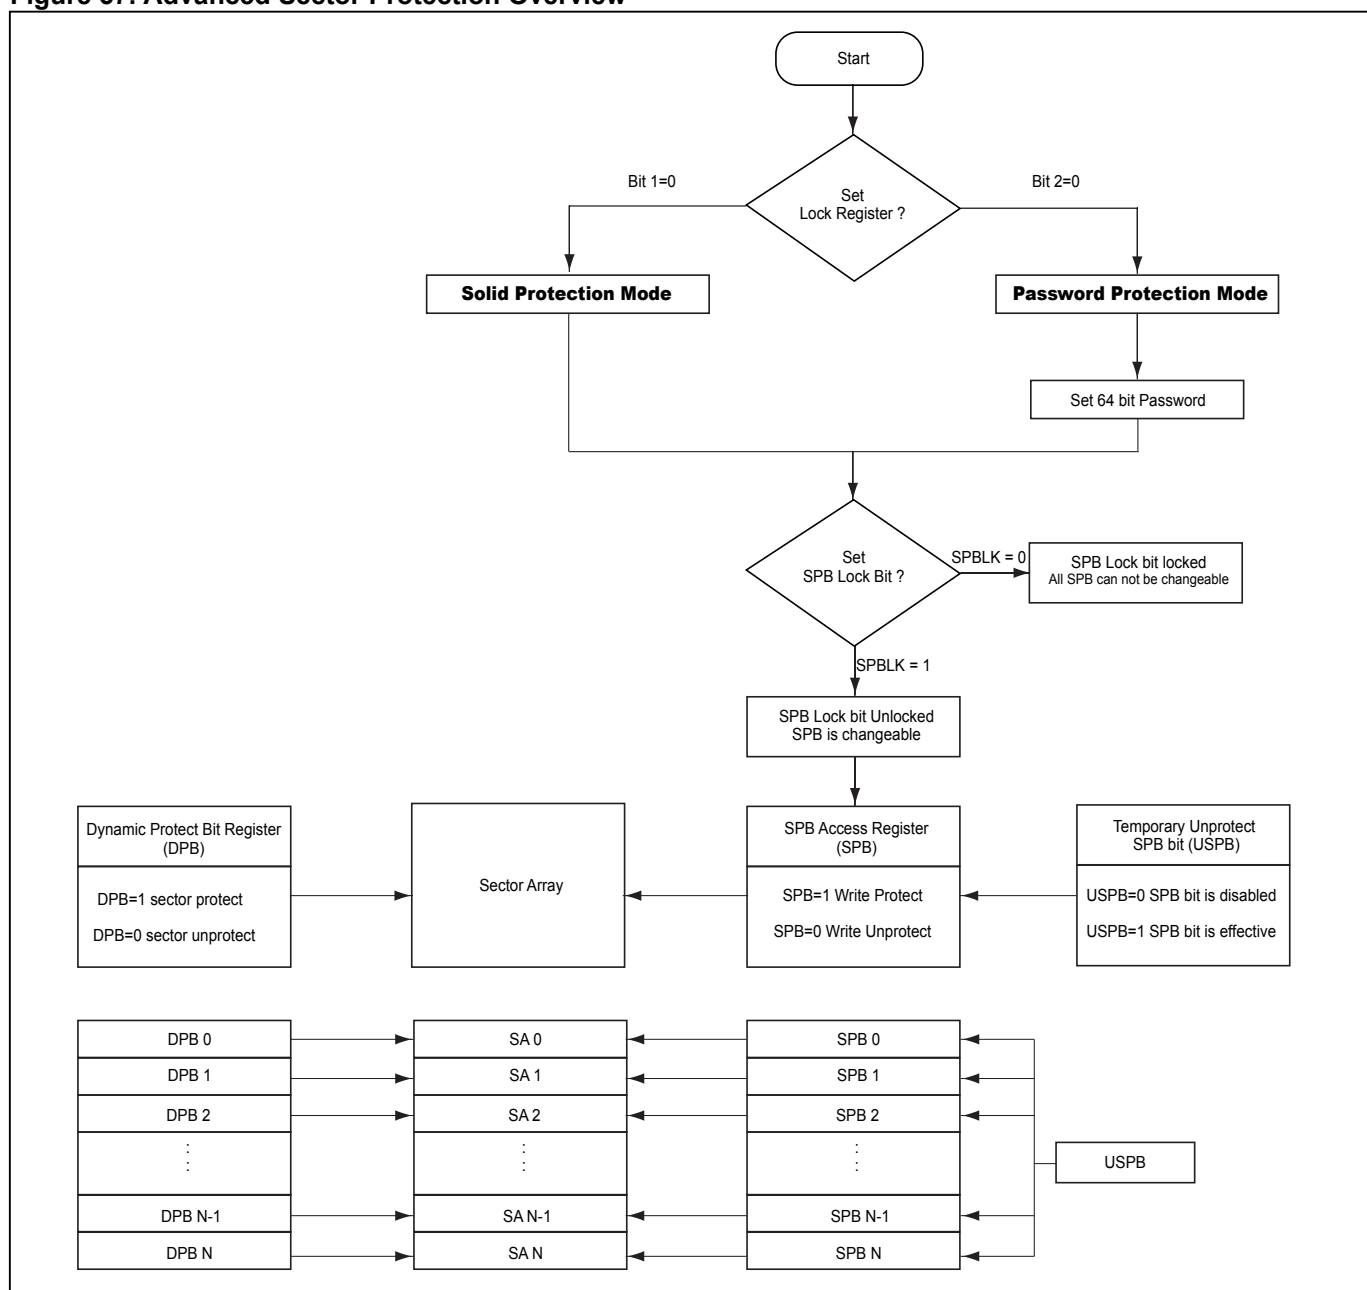 Start
Set
Lock Register ?
Bit 1=0
Bit 2=0
Solid Protection Mode
Password Protection Mode
Set 64 bit Password
Set
SPB Lock Bit ?
SPBLK = 0
SPB Lock bit locked
All SPB can not be changeable
SPBLK = 1
SPB Lock bit Unlocked
SPB is changeable
Dynamic Protect Bit Register
(DPB)
DPB=1 sector protect
DPB=0 sector unprotect
Sector Array
SPB Access Register
(SPB)
SPB=1 Write Protect
SPB=0 Write Unprotect
Temporary Unprotect
SPB bit (USPB)
USPB=0 SPB bit is disabled
USPB=1 SPB bit is effective
DPB 0
SA 0
SPB 0
DPB 1
SA 1
SPB 1
DPB 2
SA 2
SPB 2
USPB
DPB N-1
SA N-1
SPB N-1
DPB N
SA N
SPB N